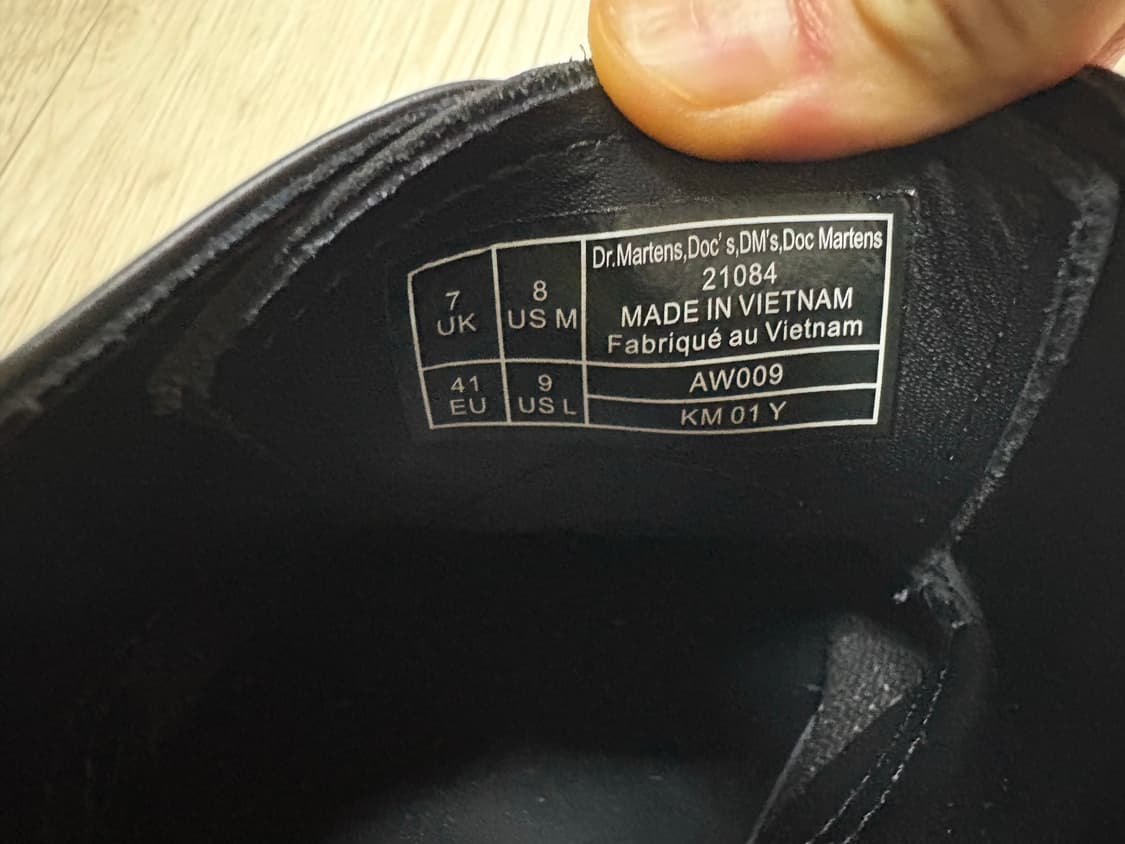 7
UK
8
US M
41
EU
9
US L
Dr.Martens,Doc's,DM's,Doc Martens
21084
MADE IN VIETNAM
Fabriqué au Vietnam
AW009
KM 01 Y